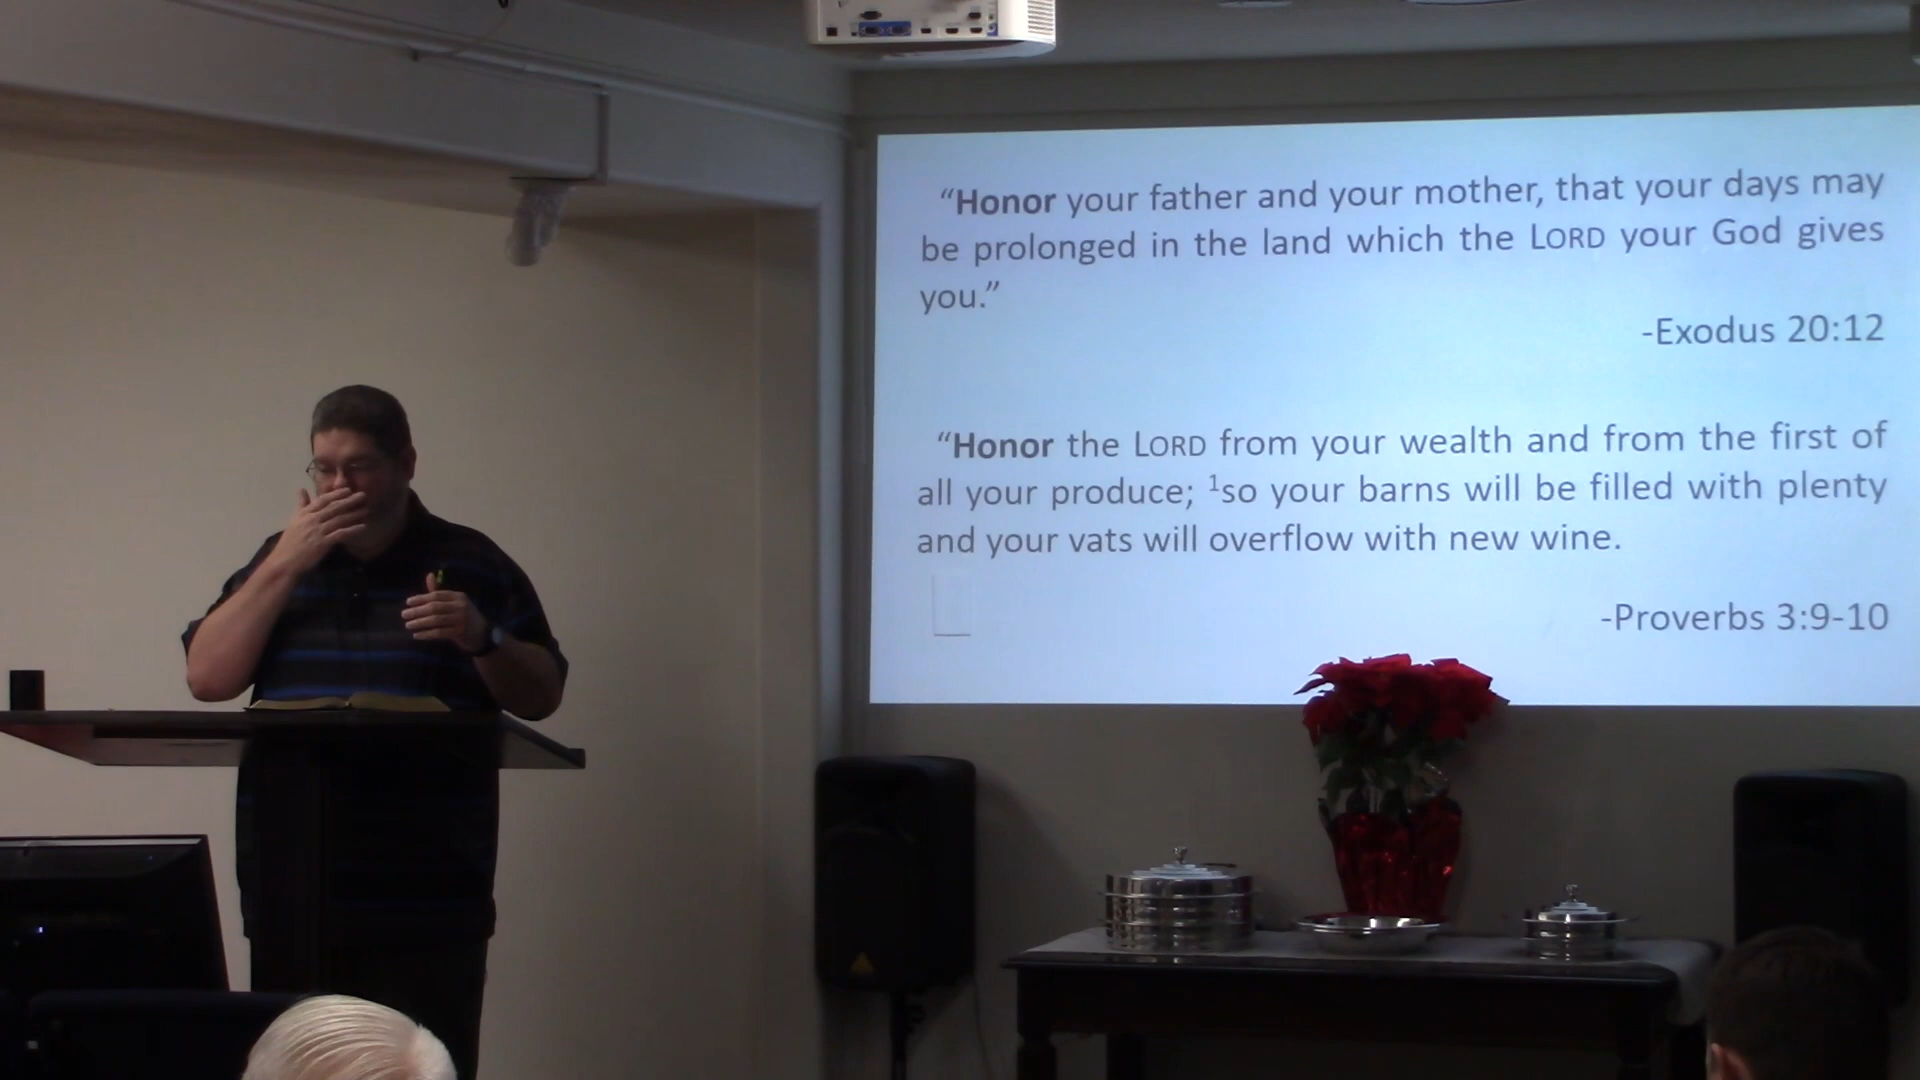 “Honor your father and your mother, that your days may
be prolonged in the land which the LORD your God gives
you.”
-Exodus 20:12
“Honor the LORD from your wealth and from the first of
all your produce; ¹so your barns will be filled with plenty
and your vats will overflow with new wine.
-Proverbs 3:9-10